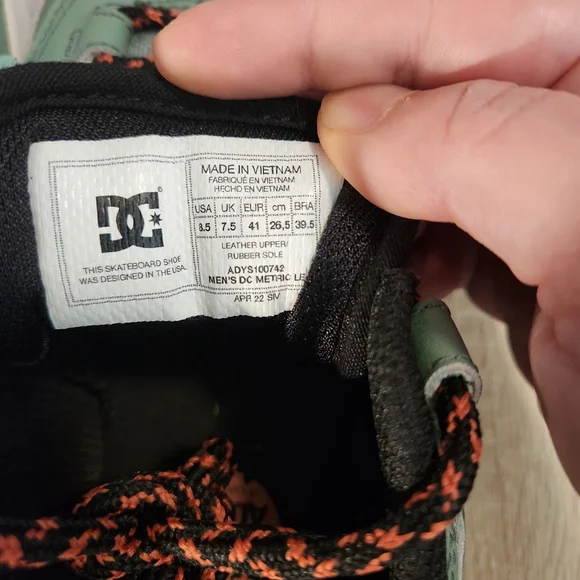 DC®
THIS SKATEBOARD SHOE
WAS DESIGNED IN THE USA.
MADE IN VIETNAM
FABRIQUÉ EN VIETNAM
HECHO EN VIETNAM
USA UK EUR cm BRA
8.5 7.5 41 26,5 39.5
LEATHER UPPER/
RUBBER SOLE
ADYS100742
MEN'S DC METRIC LE
APR 22 SIV